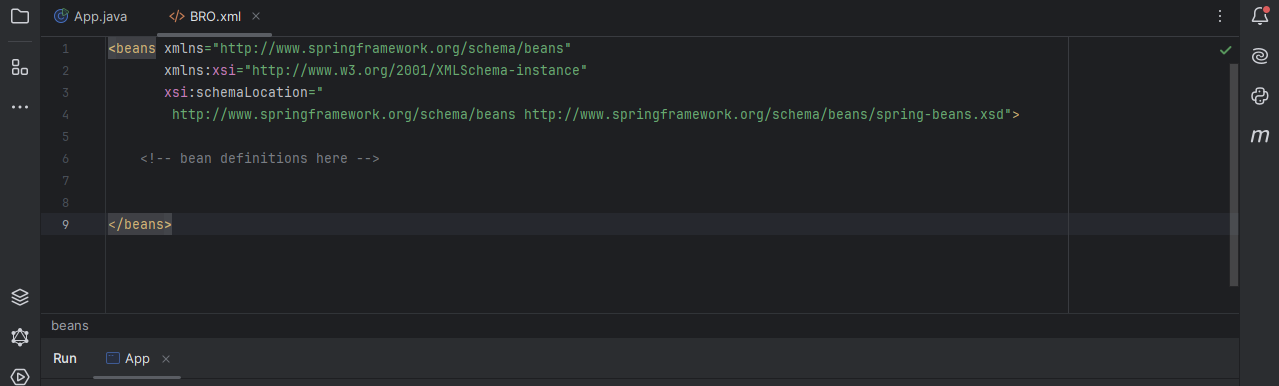 App.java
BRO.xml
1 <beans xmlns="http://www.springframework.org/schema/beans"
2 xmlns:xsi="http://www.w3.org/2001/XMLSchema-instance"
3 xsi:schemaLocation="
4 http://www.springframework.org/schema/beans http://www.springframework.org/schema/beans/spring-beans.xsd">
5
6 <!-- bean definitions here -->
7
8
9 </beans>
beans
Run App
m